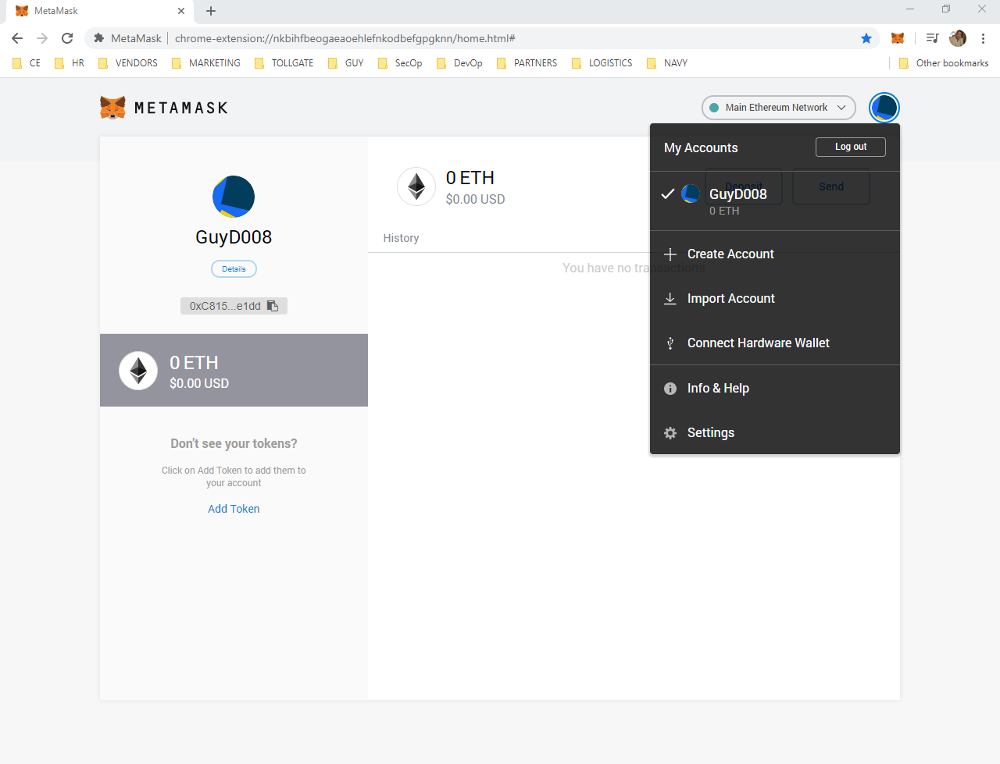 MetaMask
MetaMask chrome-extension://nkbihfbeogaeaoehlefnkodbefgpgknn/home.html#
CE HR VENDORS MARKETING TOLLGATE GUY SecOp DevOp PARTNERS LOGISTICS NAVY Other bookmarks
METAMASK
Main Ethereum Network
My Accounts
Log out
GuyD008
0 ETH
Create Account
Import Account
Connect Hardware Wallet
Info & Help
Settings
GuyD008
Details
0xC815...e1dd
0 ETH
$0.00 USD
Don't see your tokens?
Click on Add Token to add them to
your account
Add Token
0 ETH
$0.00 USD
Deposit
Send
History
You have no transactions